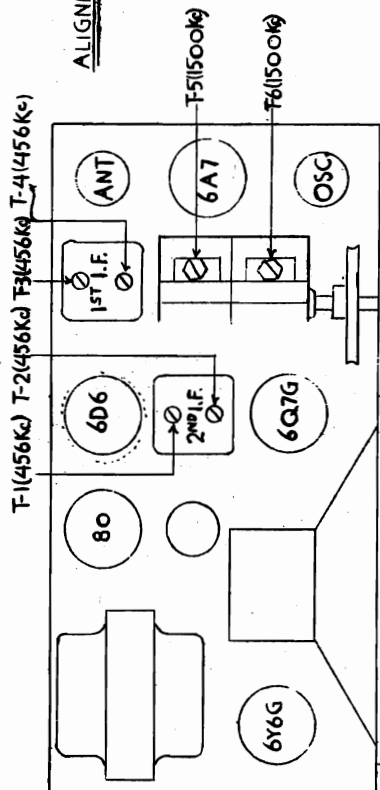 ALIGN
T-1(456Kc) T-2(456Kc) T-3(456Kc) T-4(456Kc)
T-5(1500Kc)
T-6(1500Kc)
80
6D6
1ST I.F.
ANT
2ND I.F.
6A7
6Y6G
6Q7G
OSC